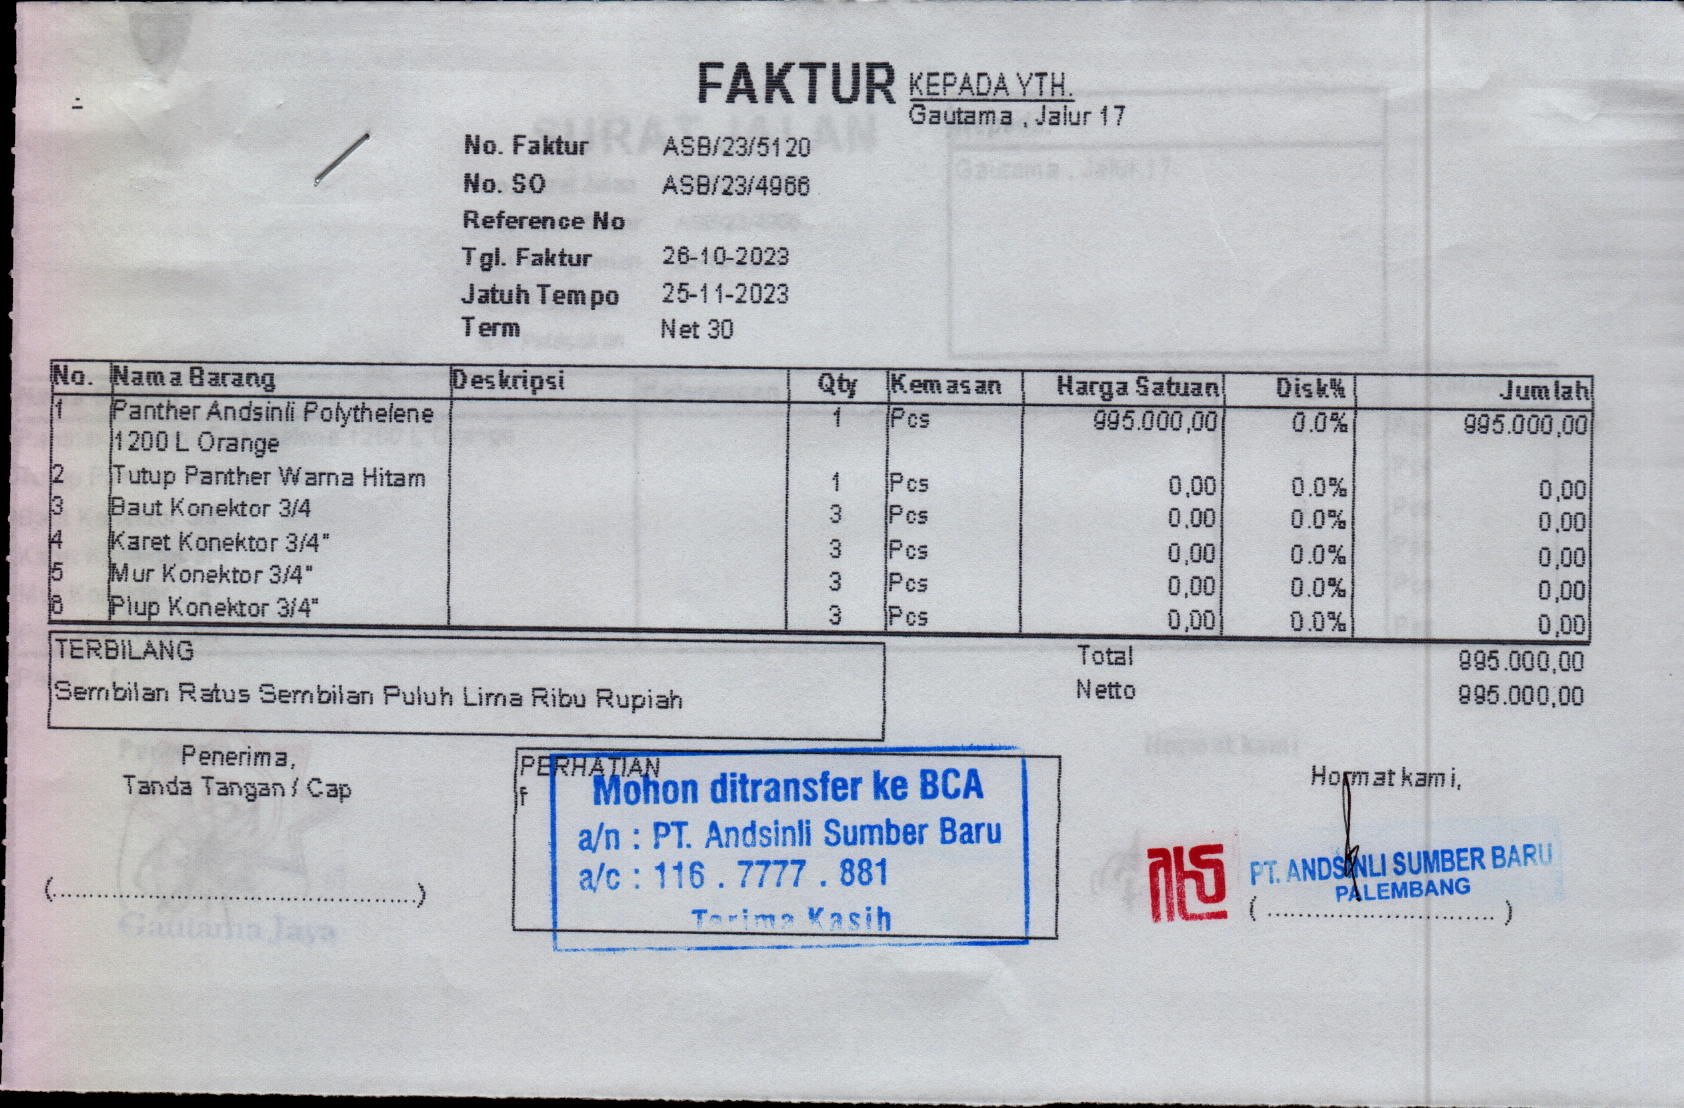 FAKTUR
KEPADA YTH.
Gautama , Jalur 17
No. Faktur ASB/23/5120
No. SO ASB/23/4966
Reference No
Tgl. Faktur 26-10-2023
Jatuh Tempo 25-11-2023
Term Net 30
No. Nama Barang Deskripsi Qty Kemasan Harga Satuan Disk% Jumlah
1 Panther Andsinli Polythelene 1 Pcs 995.000,00 0.0% 995.000,00
1200 L Orange
2 Tutup Panther Warna Hitam 1 Pcs 0,00 0.0% 0,00
3 Baut Konektor 3/4 3 Pcs 0,00 0.0% 0,00
4 Karet Konektor 3/4" 3 Pcs 0,00 0.0% 0,00
5 Mur Konektor 3/4" 3 Pcs 0,00 0.0% 0,00
6 Plup Konektor 3/4" 3 Pcs 0,00 0.0% 0,00
TERBILANG
Sembilan Ratus Sembilan Puluh Lima Ribu Rupiah
Total 995.000,00
Netto 995.000,00
Penerima,
Tanda Tangan / Cap
(..............................................)
Gautama Jaya
PERHATIAN
f
Mohon ditransfer ke BCA
a/n : PT. Andsinli Sumber Baru
a/c : 116 . 7777 . 881
Terima Kasih
Hormat kami,
PT. ANDSINLI SUMBER BARU
PALEMBANG
( ............................ )